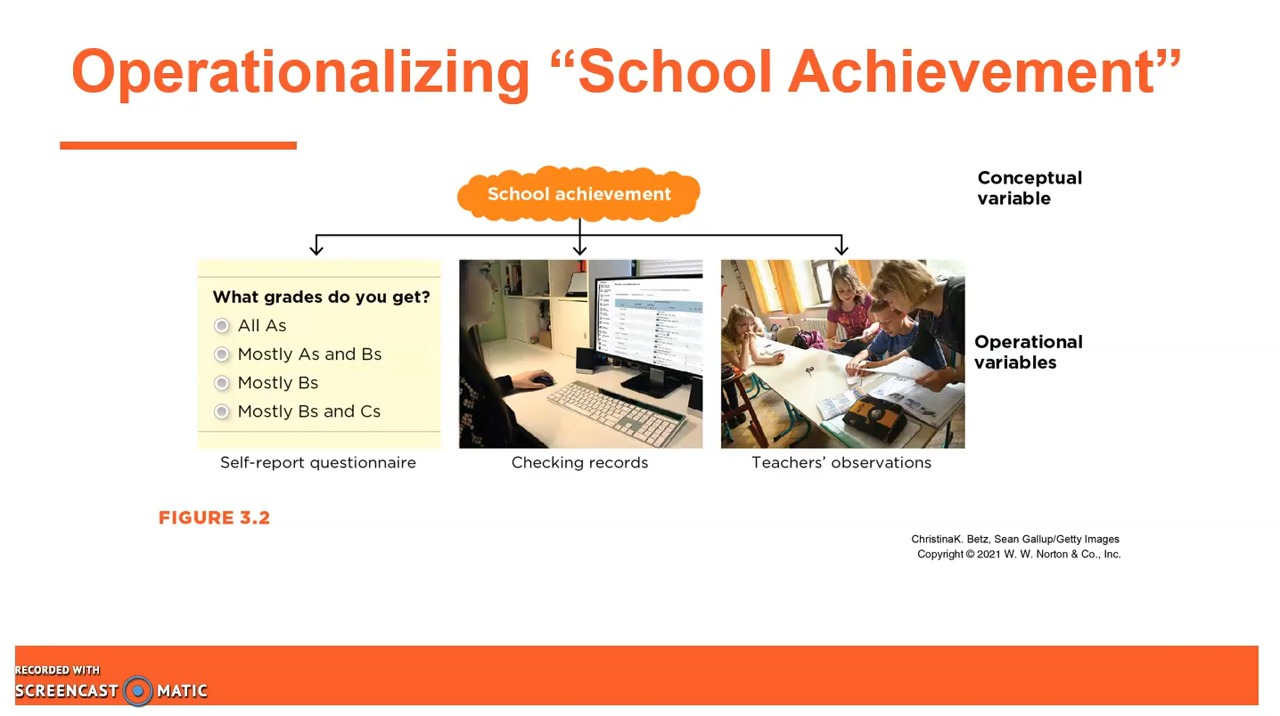 Operationalizing “School Achievement”
School achievement
Conceptual
variable
What grades do you get?
All As
Mostly As and Bs
Mostly Bs
Mostly Bs and Cs
Operational
variables
Self-report questionnaire
Checking records
Teachers’ observations
FIGURE 3.2
ChristinaK. Betz, Sean Gallup/Getty Images
Copyright © 2021 W. W. Norton & Co., Inc.
RECORDED WITH
SCREENCAST MATIC